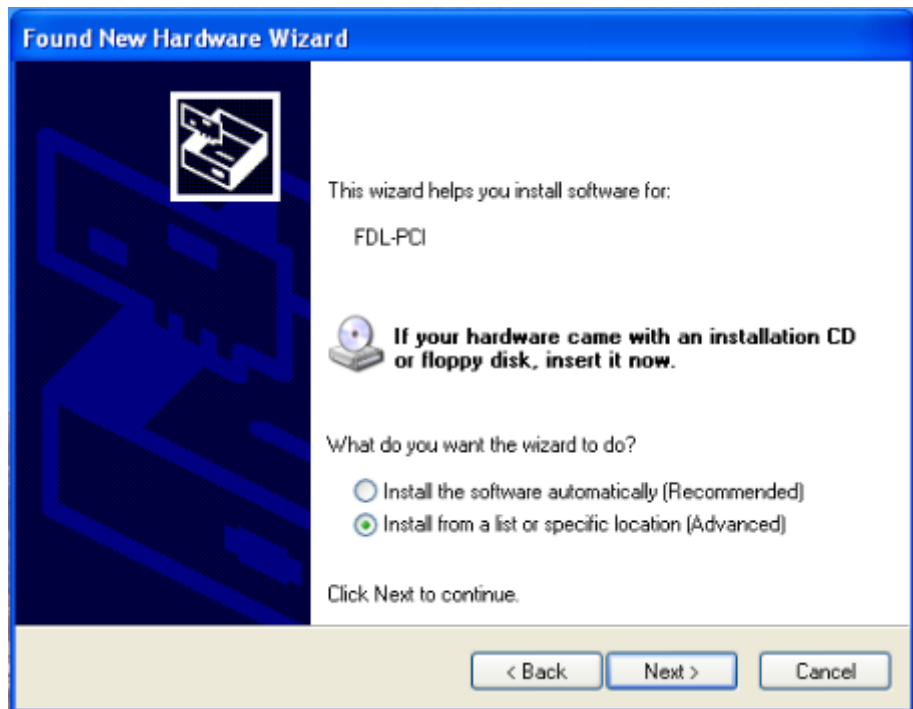 Found New Hardware Wizard
This wizard helps you install software for:
FDL-PCI
If your hardware came with an installation CD
or floppy disk, insert it now.
What do you want the wizard to do?
Install the software automatically (Recommended)
Install from a list or specific location (Advanced)
Click Next to continue.
< Back Next > Cancel